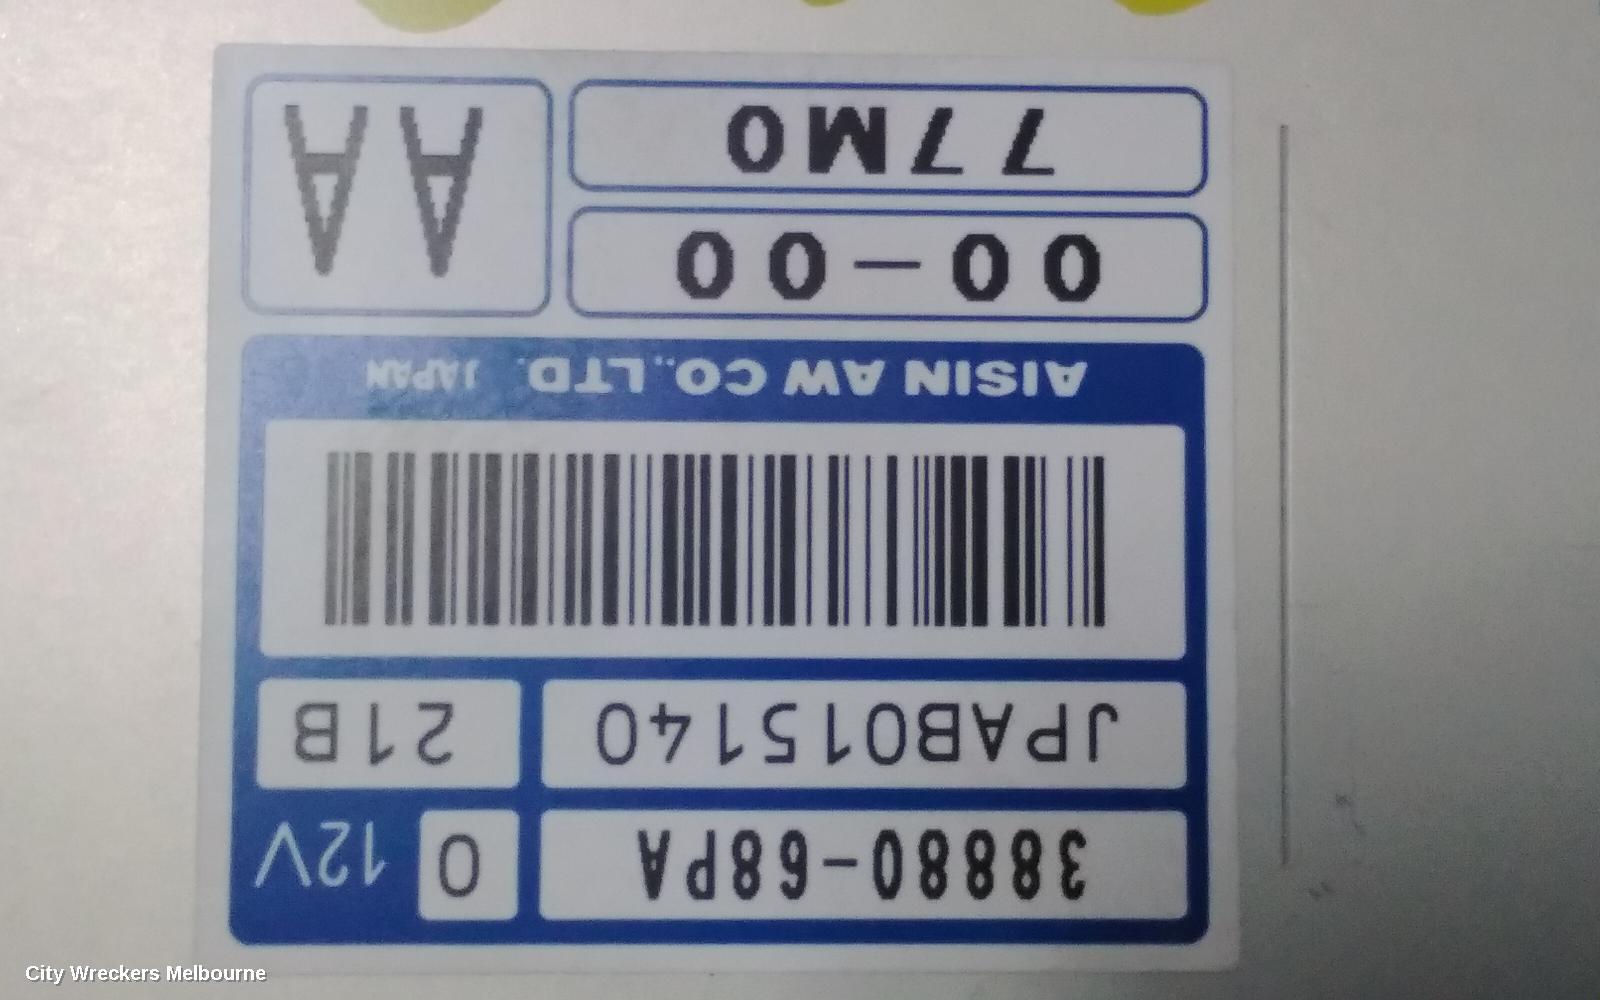 38880-68PA 0 12V
JPAB015140 21B
AISIN AW CO.,LTD. JAPAN
00-00 AA
77M0
City Wreckers Melbourne